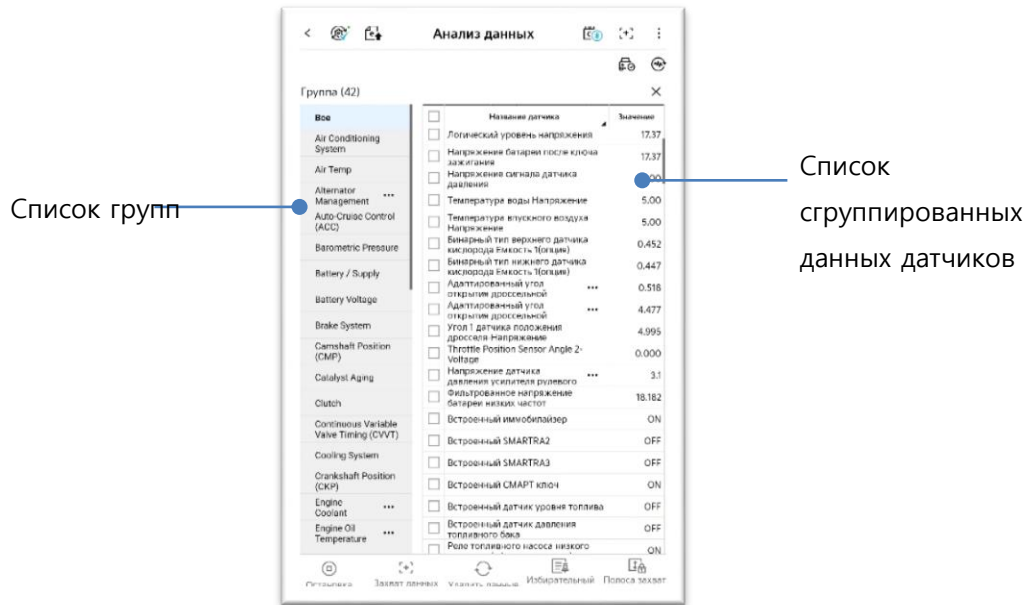 Анализ данных
Группа (42)
Все
Air Conditioning
System
Air Temp
Alternator
Management
Auto-Cruise Control
(ACC)
Barometric Pressure
Battery / Supply
Battery Voltage
Brake System
Camshaft Position
(CMP)
Catalyst Aging
Clutch
Continuous Variable
Valve Timing (CVVT)
Cooling System
Crankshaft Position
(CKP)
Engine
Coolant
Engine Oil
Temperature
Название датчика Значение
Логический уровень напряжения 17.37
Напряжение батареи после ключа
зажигания 17.37
Напряжение сигнала датчика
давления
Температура воды Напряжение 5.00
Температура впускного воздуха
Напряжение 5.00
Бинарный тип верхнего датчика
кислорода Емкость 1(опция) 0.452
Бинарный тип нижнего датчика
кислорода Емкость 1(опция) 0.447
Адаптированный угол
открытия дроссельной ••• 0.518
Адаптированный угол
открытия дроссельной ••• 4.477
Угол 1 датчика положения
дросселя-Напряжение 4.995
Throttle Position Sensor Angle 2-
Voltage 0.000
Напряжение датчика
давления усилителя рулевого ••• 3.1
Фильтрованное напряжение
батареи низких частот 18.182
Встроенный иммобилайзер ON
Встроенный SMARTRA2 OFF
Встроенный SMARTRA3 OFF
Встроенный СМАРТ ключ ON
Встроенный датчик уровня топлива OFF
Встроенный датчик давления
топливного бака OFF
Реле топливного насоса низкого
ON
Остановка Захват данных Удалить данные Избирательный Полоса захват
Список групп
Список
сгруппированных
данных датчиков